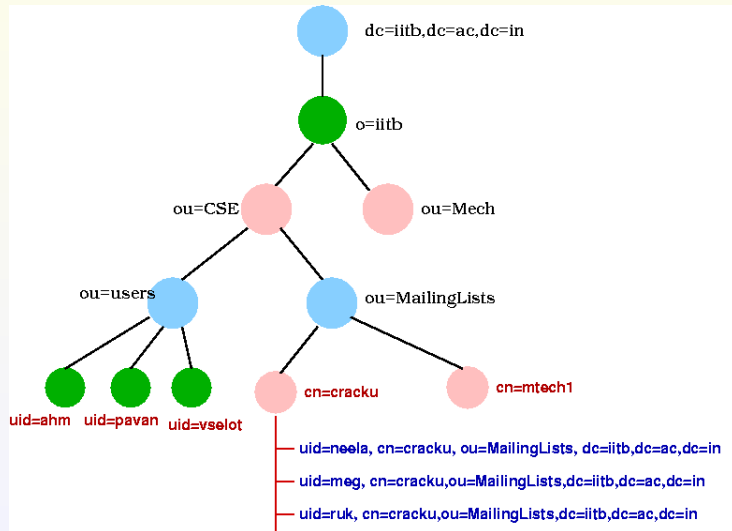 dc=iitb,dc=ac,dc=in
o=iitb
ou=CSE
ou=Mech
ou=users
ou=MailingLists
uid=ahm
uid=pavan
uid=vselot
cn=cracku
cn=mtech1
uid=neela, cn=cracku, ou=MailingLists, dc=iitb,dc=ac,dc=in
uid=meg, cn=cracku,ou=MailingLists,dc=iitb,dc=ac,dc=in
uid=ruk, cn=cracku,ou=MailingLists,dc=iitb,dc=ac,dc=in